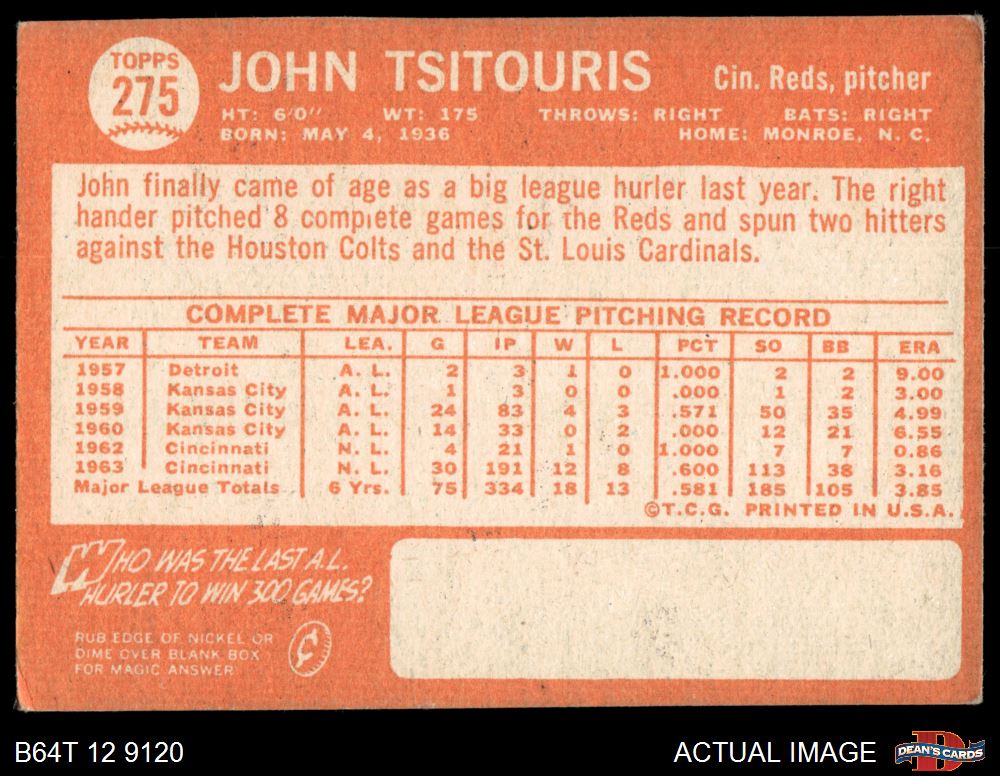 TOPPS
275
JOHN TSITOURIS
Cin. Reds, pitcher
HT: 6'0" WT: 175 THROWS: RIGHT BATS: RIGHT
BORN: MAY 4, 1936 HOME: MONROE, N. C.
John finally came of age as a big league hurler last year. The right
hander pitched 8 complete games for the Reds and spun two hitters
against the Houston Colts and the St. Louis Cardinals.
COMPLETE MAJOR LEAGUE PITCHING RECORD
YEAR TEAM LEA. G IP W L PCT SO BB ERA
1957 Detroit A. L. 2 3 1 0 1.000 2 2 9.00
1958 Kansas City A. L. 1 3 0 0 .000 1 2 3.00
1959 Kansas City A. L. 24 83 4 3 .571 50 35 4.99
1960 Kansas City A. L. 14 33 0 2 .000 12 21 6.55
1962 Cincinnati N. L. 4 21 1 0 1.000 7 7 0.86
1963 Cincinnati N. L. 30 191 12 8 .600 113 38 3.16
Major League Totals 6 Yrs. 75 334 18 13 .581 185 105 3.85
©T.C.G. PRINTED IN U.S.A.
WHO WAS THE LAST A.L.
HURLER TO WIN 300 GAMES?
RUB EDGE OF NICKEL OR
DIME OVER BLANK BOX
FOR MAGIC ANSWER
¢
B64T 12 9120
ACTUAL IMAGE
D
DEAN'S CARDS